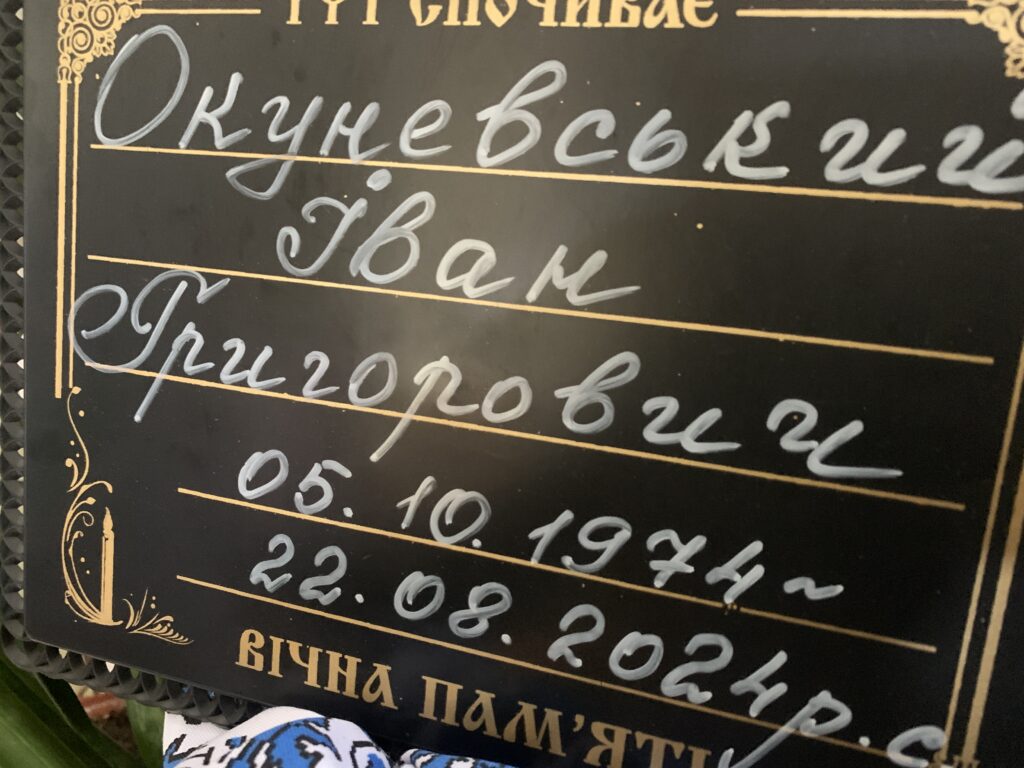 ТУТ СПОЧИВАЄ
Окуневський
Іван
Григорович
05.10.1974~
22.08.2024р.с
ВІЧНА ПАМ'ЯТЬ